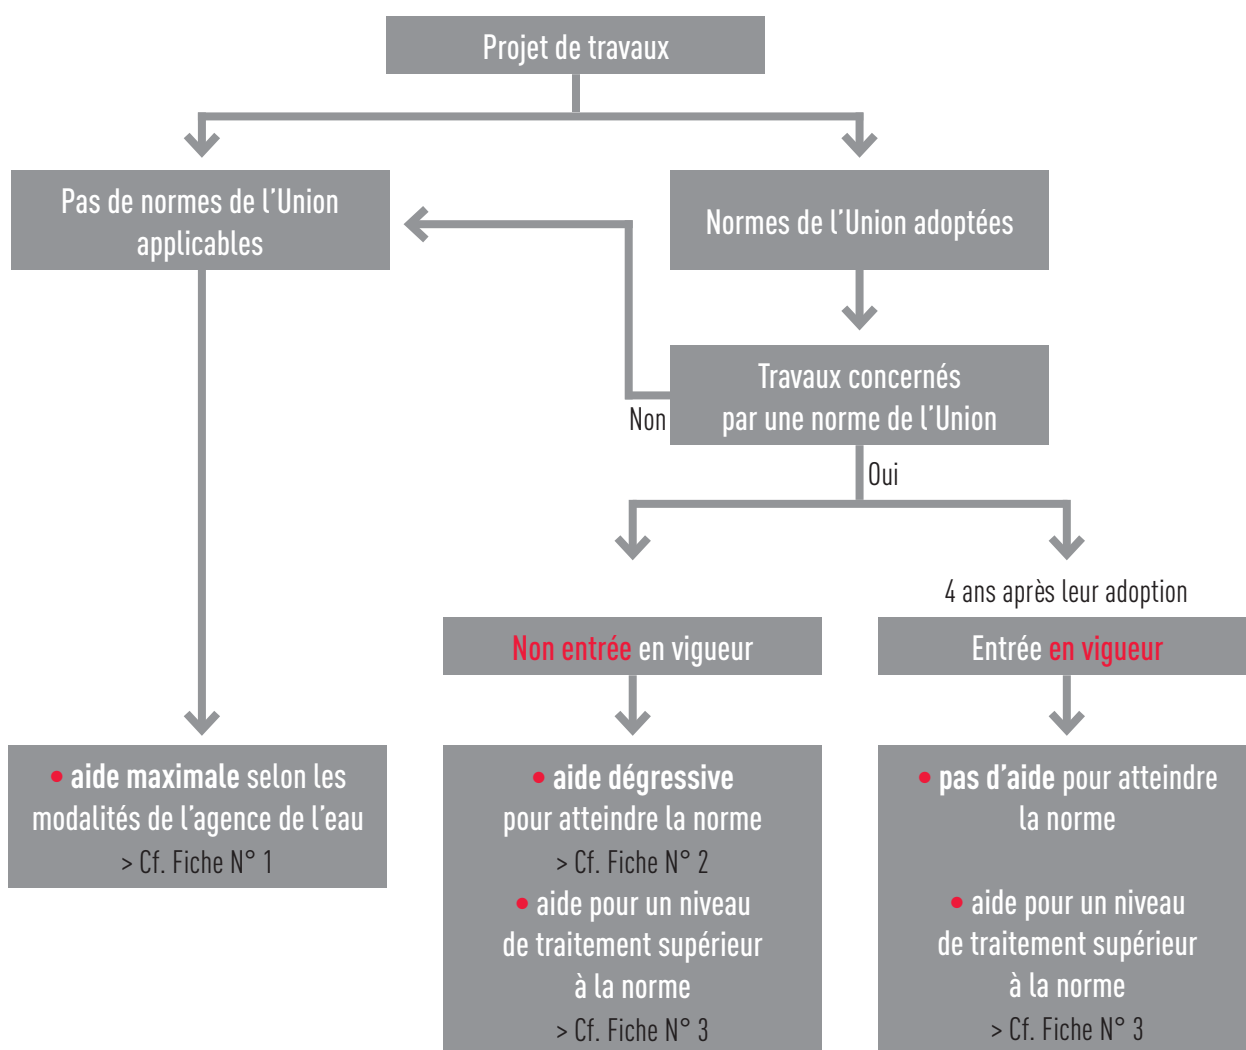 Projet de travaux
Pas de normes de l’Union
applicables
Normes de l’Union adoptées
Travaux concernés
par une norme de l’Union
Non
Oui
4 ans après leur adoption
Non entrée en vigueur
Entrée en vigueur
• aide maximale selon les
modalités de l’agence de l’eau
> Cf. Fiche N° 1
• aide dégressive
pour atteindre la norme
> Cf. Fiche N° 2
• aide pour un niveau
de traitement supérieur
à la norme
> Cf. Fiche N° 3
• pas d’aide pour atteindre
la norme
• aide pour un niveau
de traitement supérieur
à la norme
> Cf. Fiche N° 3